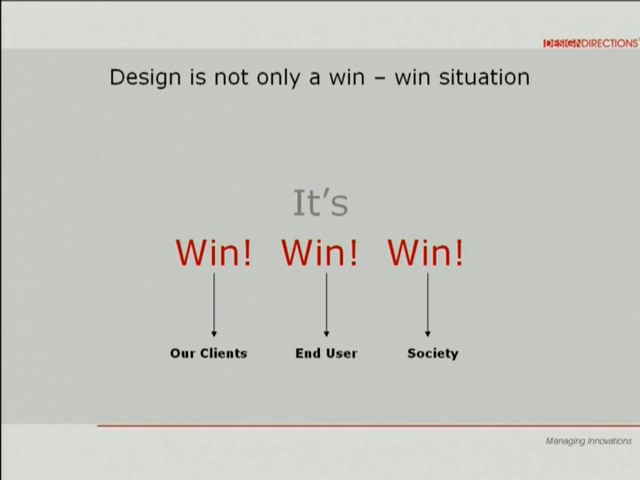 DESIGNDIRECTIONS
Design is not only a win – win situation
It's
Win! Win! Win!
Our Clients End User Society
Managing Innovations